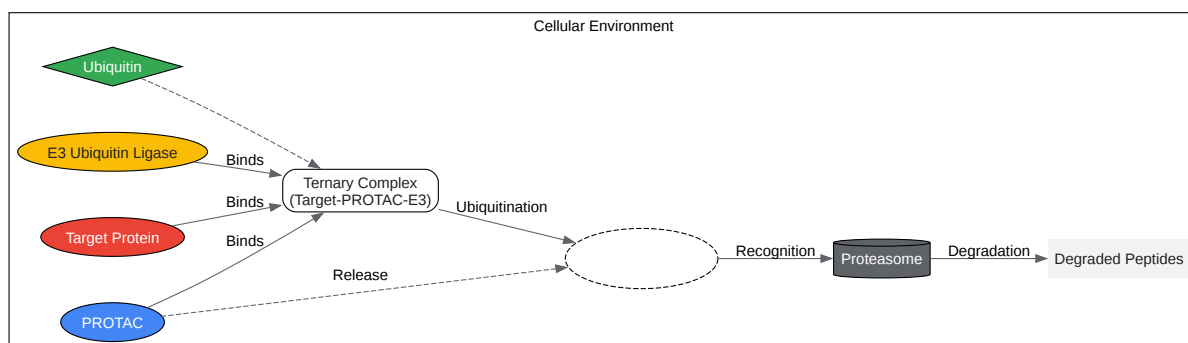 Cellular Environment
Ubiquitin
E3 Ubiquitin Ligase
Binds
Ternary Complex
(Target-PROTAC-E3)
Ubiquitination
Target Protein
Binds
Binds
Recognition
Proteasome
Degradation
Degraded Peptides
Release
PROTAC